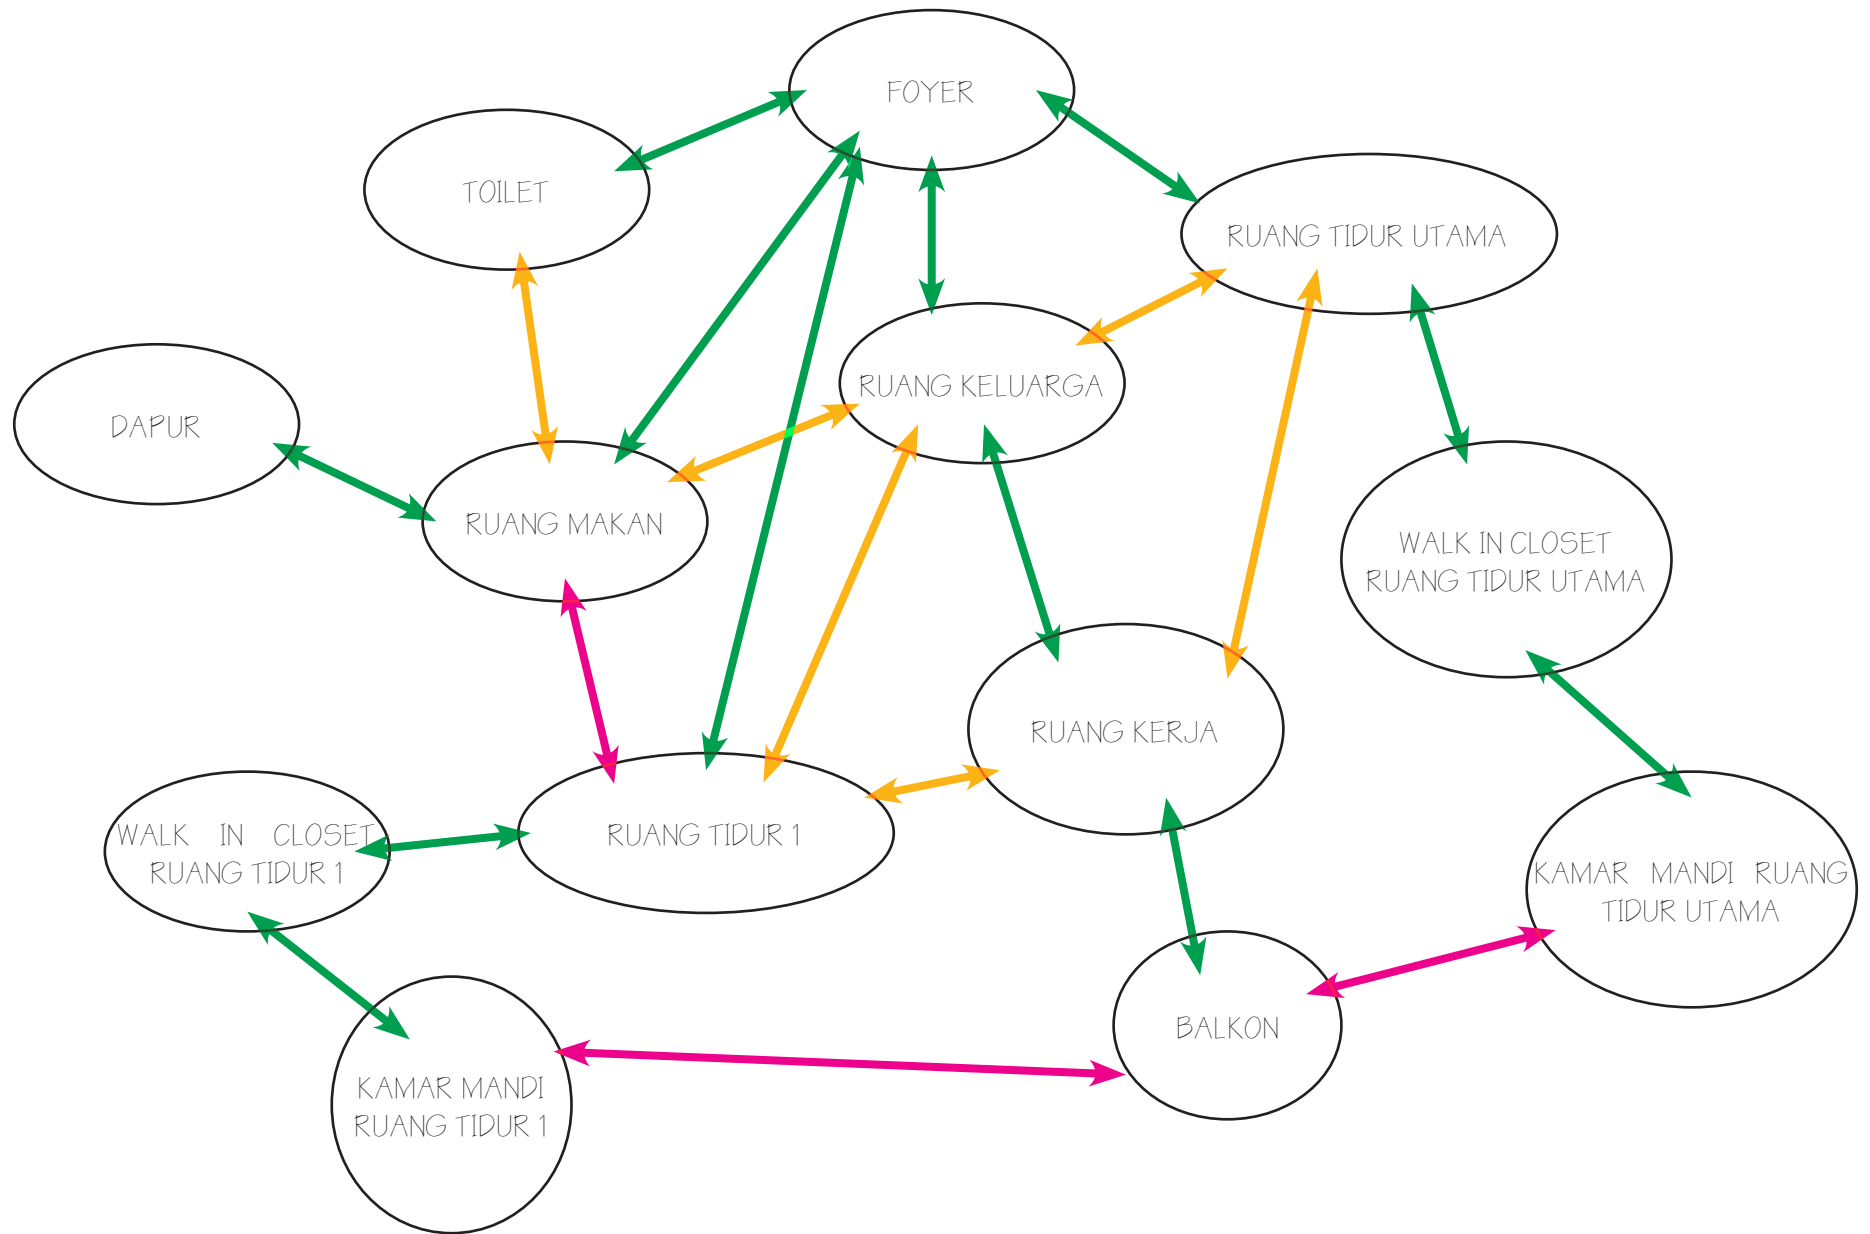 FOYER
TOILET
RUANG TIDUR UTAMA
RUANG KELUARGA
DAPUR
RUANG MAKAN
WALK IN CLOSET
RUANG TIDUR UTAMA
RUANG KERJA
WALK IN CLOSET
RUANG TIDUR 1
RUANG TIDUR 1
KAMAR MANDI RUANG
TIDUR UTAMA
BALKON
KAMAR MANDI
RUANG TIDUR 1